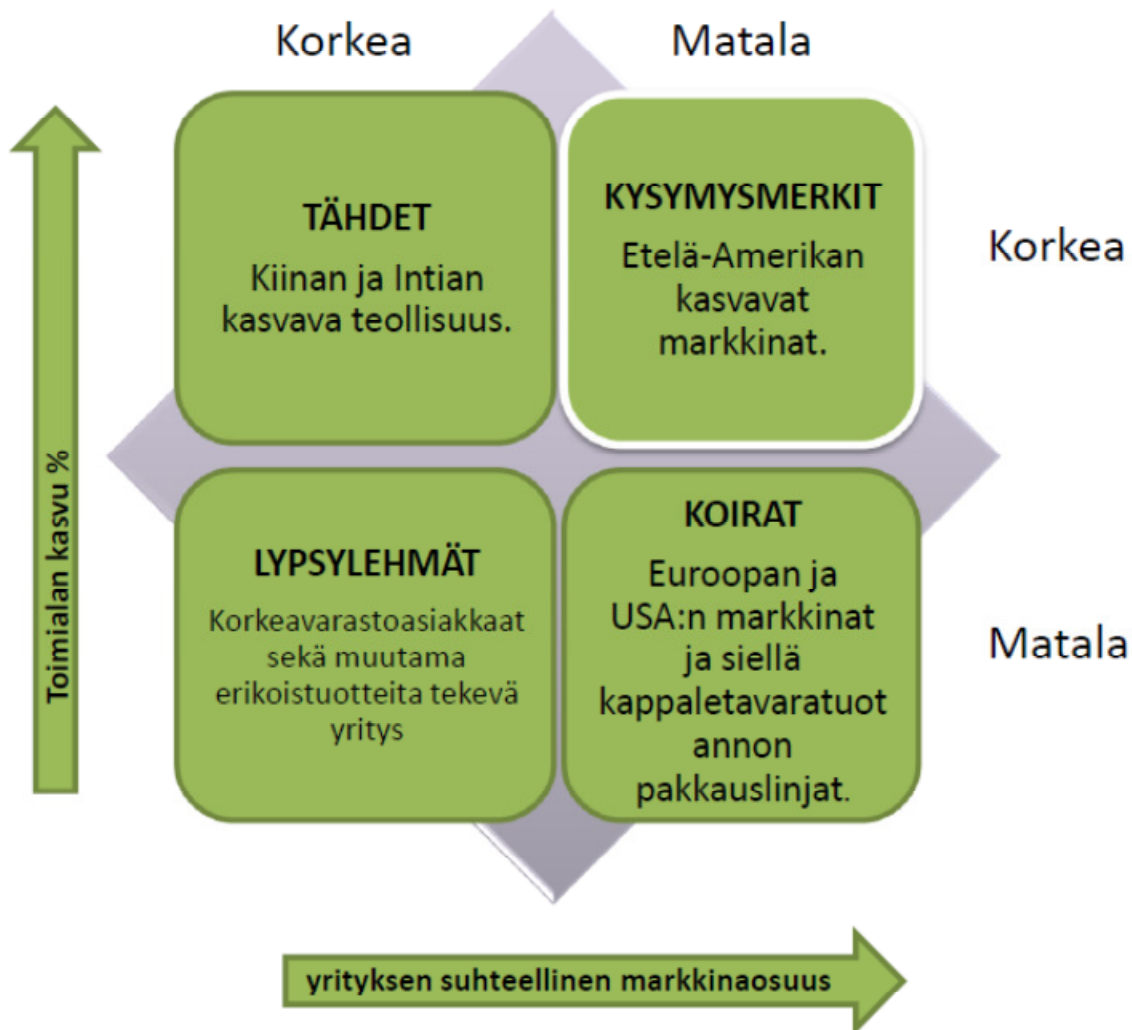 Korkea
Matala
TÄHDET
Kiinan ja Intian
kasvava teollisuus.
KYSYMYSMERKIT
Etelä-Amerikan
kasvavat
markkinat.
Korkea
Toimialan kasvu %
LYPSYLEHMÄT
Korkeavarastoasiakkaat
sekä muutama
erikoistuotteita tekevä
yritys
KOIRAT
Euroopan ja
USA:n markkinat
ja siellä
kappaletavaratuot
annon
pakkauslinjat.
Matala
yrityksen suhteellinen markkinaosuus